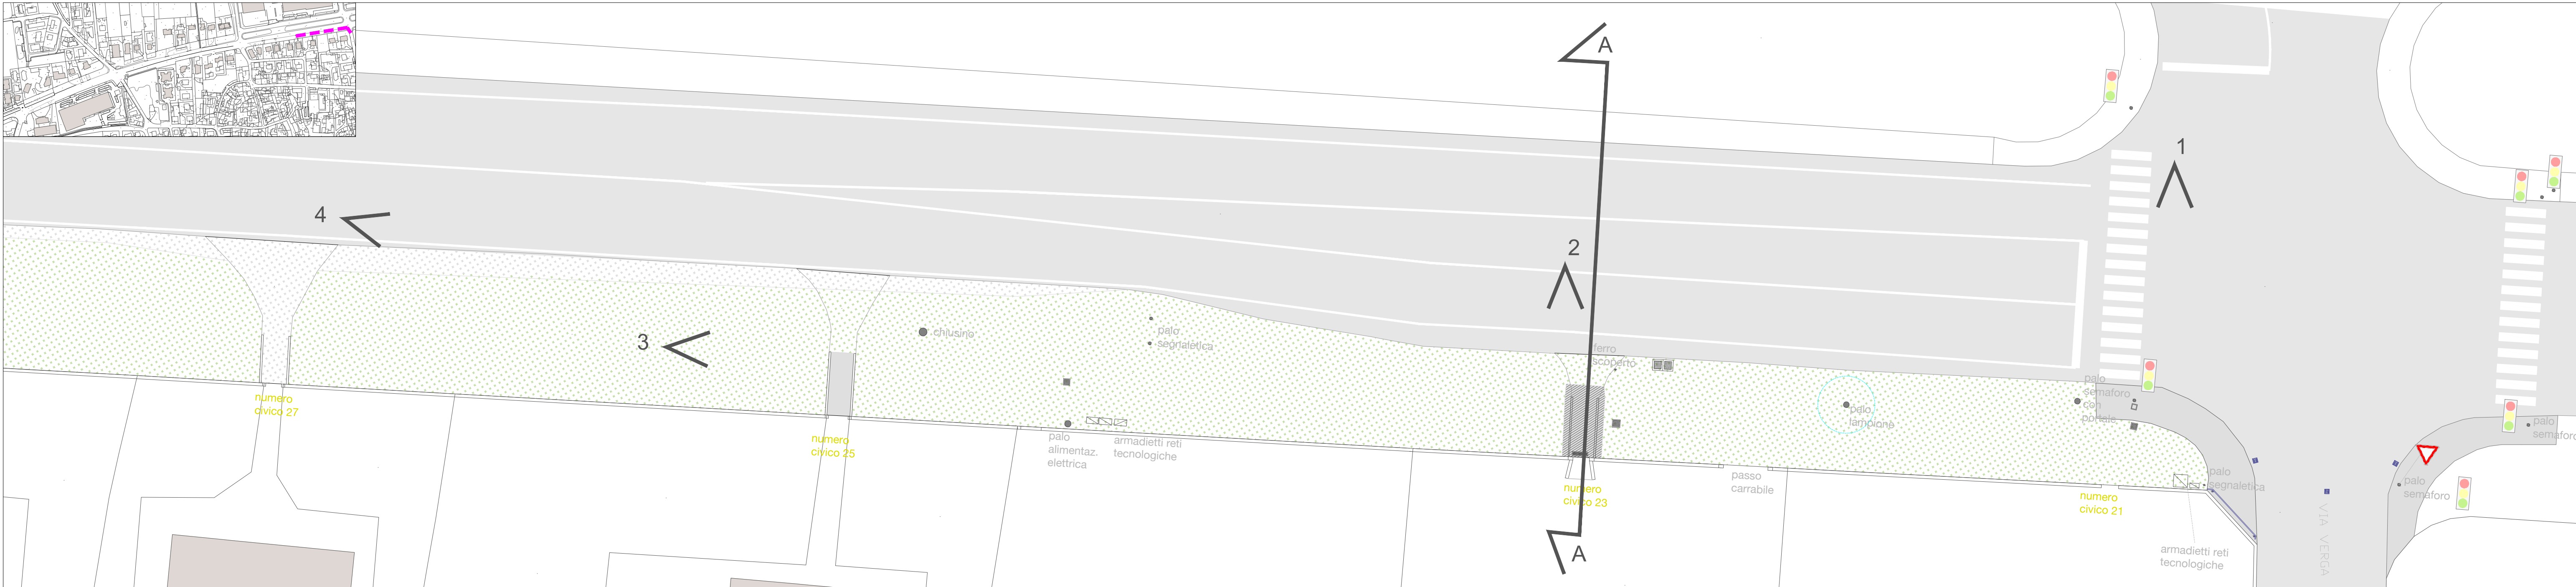 A
1
4
2
3
chiusino
palo
segnaletica
ferro
scoperto
palo
semaforo
con
portale
palo
lampione
numero
civico 27
numero
civico 25
palo
alimentaz.
elettrica
armadietti reti
tecnologiche
numero
civico 23
passo
carrabile
numero
civico 21
palo
segnaletica
palo
semaforo
palo
semaforo
VIA VERGA
armadietti reti
tecnologiche
A